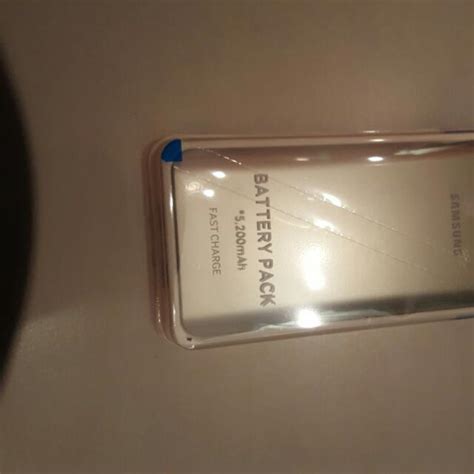 SAMSUNG
BATTERY PACK
*5,200mAh
FAST CHARGE